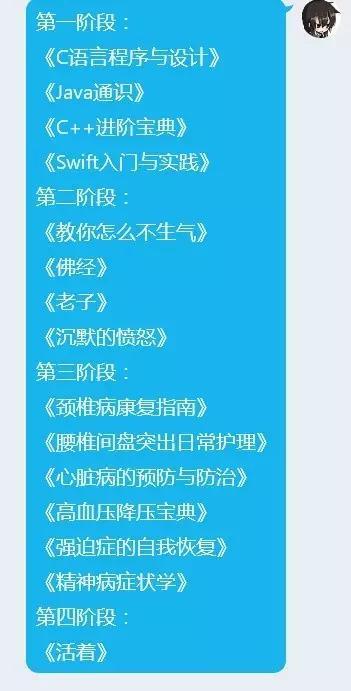 第一阶段：
《C语言程序与设计》
《Java通识》
《C++进阶宝典》
《Swift入门与实践》
第二阶段：
《教你怎么不生气》
《佛经》
《老子》
《沉默的愤怒》
第三阶段：
《颈椎病康复指南》
《腰椎间盘突出日常护理》
《心脏病的预防与防治》
《高血压降压宝典》
《强迫症的自我恢复》
《精神病症状学》
第四阶段：
《活着》